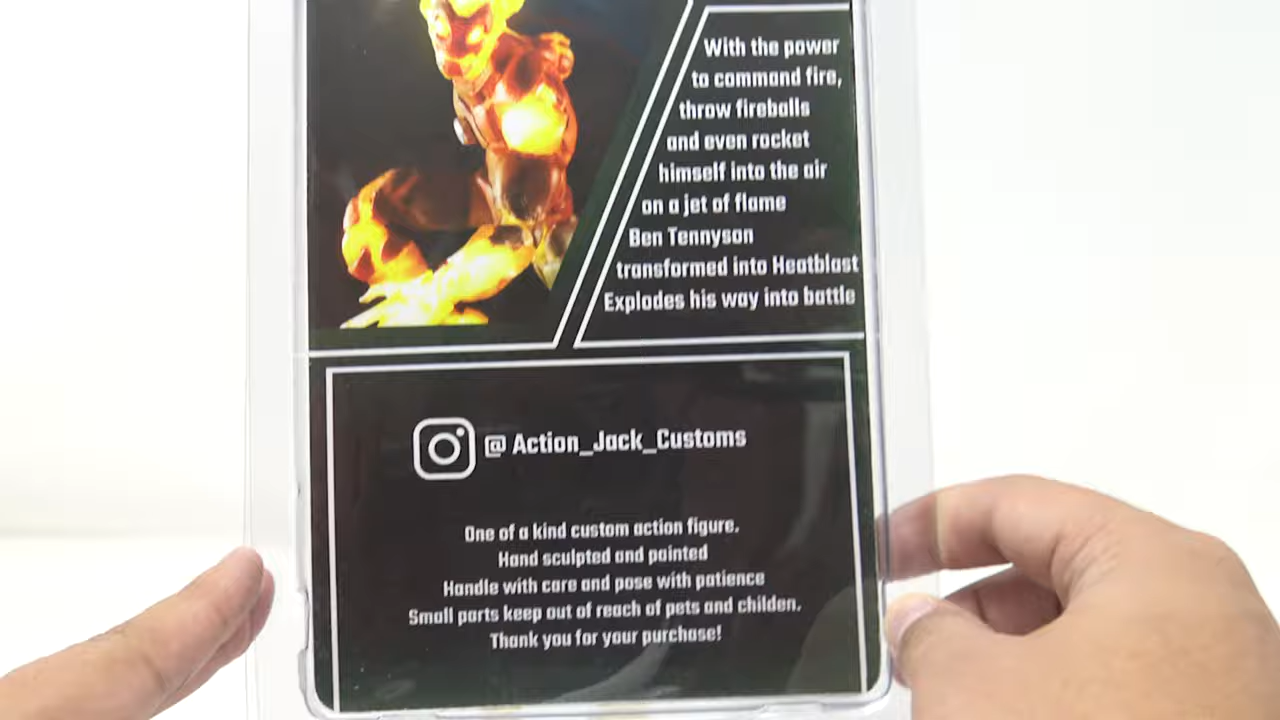 With the power
to command fire,
throw fireballs
and even rocket
himself into the air
on a jet of flame
Ben Tennyson
transformed into Heatblast
Explodes his way into battle
@ Action_Jack_Customs
One of a kind custom action figure.
Hand sculpted and painted
Handle with care and pose with patience
Small parts keep out of reach of pets and childen.
Thank you for your purchase!